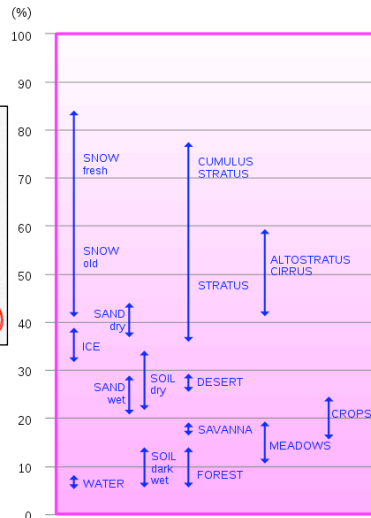 (%)
100
90
80
70
60
50
40
30
20
10
0
SNOW
fresh
CUMULUS
STRATUS
SNOW
old
ALTOSTRATUS
CIRRUS
STRATUS
SAND
dry
ICE
SAND
wet
SOIL
dry
DESERT
CROPS
SAVANNA
MEADOWS
SOIL
dark
wet
FOREST
WATER